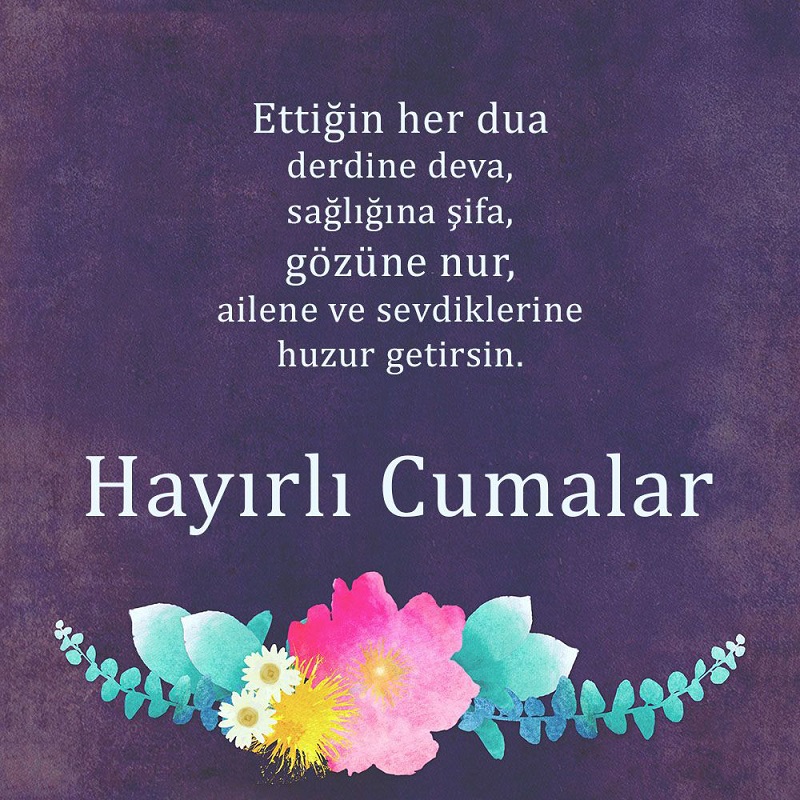 Ettiğin her dua
derdine deva,
sağlığına şifa,
gözüne nur,
ailene ve sevdiklerine
huzur getirsin.
Hayırlı Cumalar